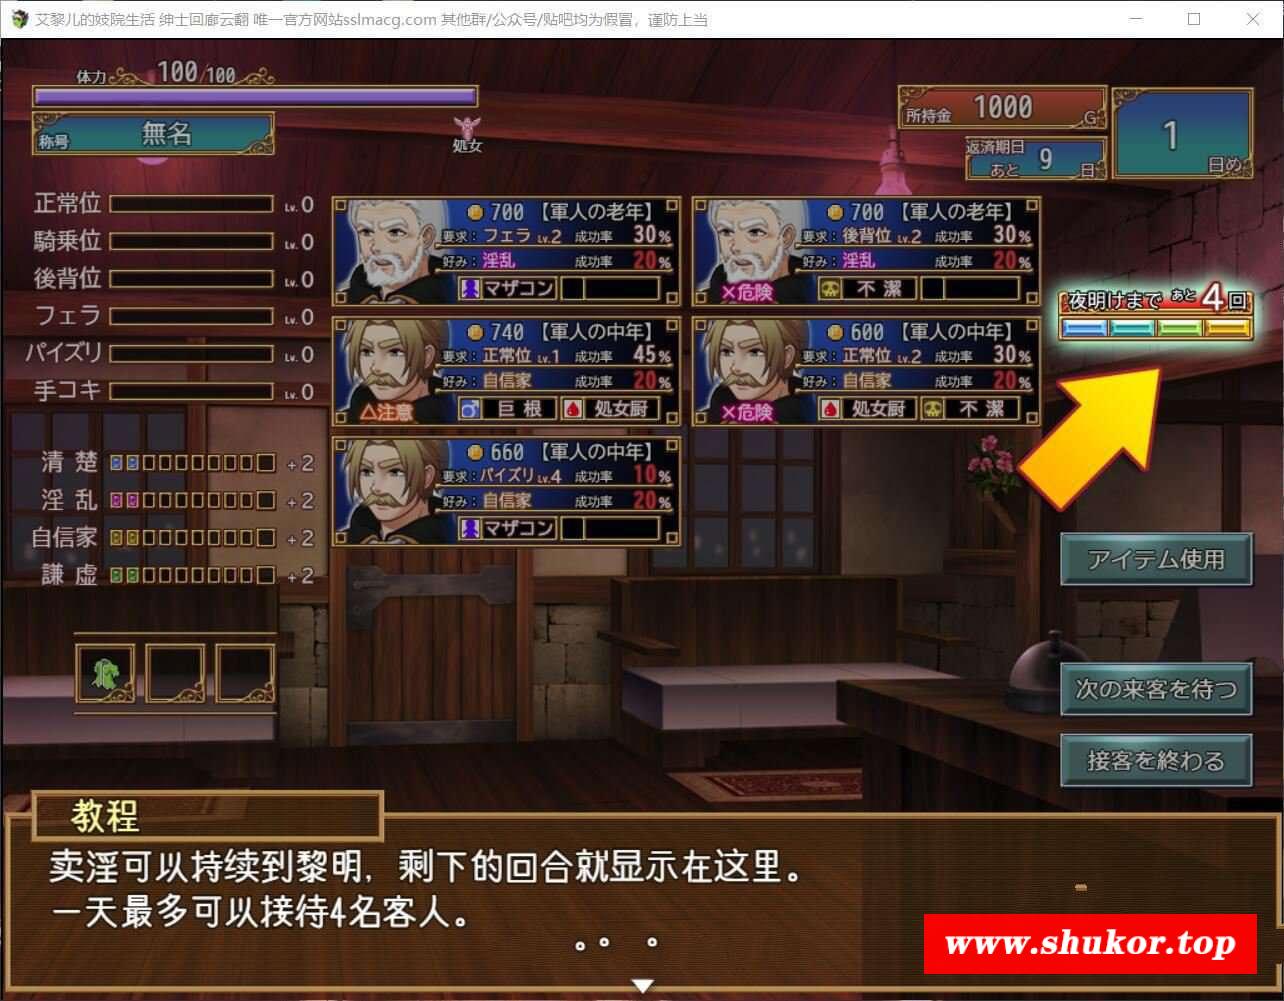 艾黎儿的妓院生活 绅士回廊云翻 唯一官方网站sslmacg.com 其他群/公众号/贴吧均为假冒，谨防上当
体力 100/100
称号 無名
処女
所持金 1000 G
返済期日 あと 9 日
1 日め
正常位 Lv.0
騎乗位 Lv.0
後背位 Lv.0
フェラ Lv.0
パイズリ Lv.0
手コキ Lv.0
清楚 +2
淫乱 +2
自信家 +2
謙虚 +2
700 【軍人の老年】
要求：フェラ Lv.2 成功率 30%
好み：淫乱 成功率 20%
マザコン
700 【軍人の老年】
要求：後背位 Lv.2 成功率 30%
好み：淫乱 成功率 20%
×危険 不潔
740 【軍人の中年】
要求：正常位 Lv.1 成功率 45%
好み：自信家 成功率 20%
△注意 巨根 処女厨
600 【軍人の中年】
要求：正常位 Lv.2 成功率 30%
好み：自信家 成功率 20%
×危険 処女厨 不潔
660 【軍人の中年】
要求：パイズリ Lv.4 成功率 10%
好み：自信家 成功率 20%
マザコン
夜明けまで あと 4回
アイテム使用
次の来客を待つ
接客を終わる
教程
卖淫可以持续到黎明，剩下的回合就显示在这里。
一天最多可以接待4名客人。
。。 。
www.shukor.top